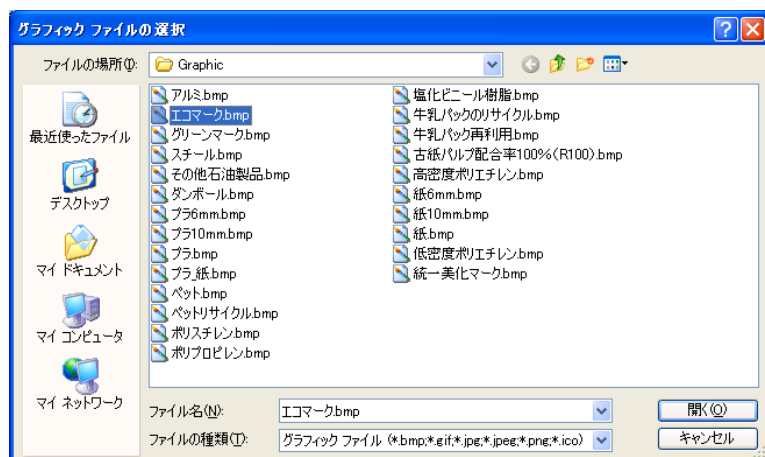 グラフィック ファイルの選択
ファイルの場所(I):
Graphic
最近使ったファイル
デスクトップ
マイ ドキュメント
マイ コンピュータ
マイ ネットワーク
アルミ.bmp
エコマーク.bmp
グリーンマーク.bmp
スチール.bmp
その他石油製品.bmp
ダンボール.bmp
プラ6mm.bmp
プラ10mm.bmp
プラ.bmp
プラ_紙.bmp
ペット.bmp
ペットリサイクル.bmp
ポリスチレン.bmp
ポリプロピレン.bmp
塩化ビニール樹脂.bmp
牛乳パックのリサイクル.bmp
牛乳パック再利用.bmp
古紙パルプ配合率100%(R100).bmp
高密度ポリエチレン.bmp
紙6mm.bmp
紙10mm.bmp
紙.bmp
低密度ポリエチレン.bmp
統一美化マーク.bmp
ファイル名(N):
エコマーク.bmp
開く(O)
ファイルの種類(T):
グラフィック ファイル (*.bmp;*.gif;*.jpg;*.jpeg;*.png;*.ico)
キャンセル